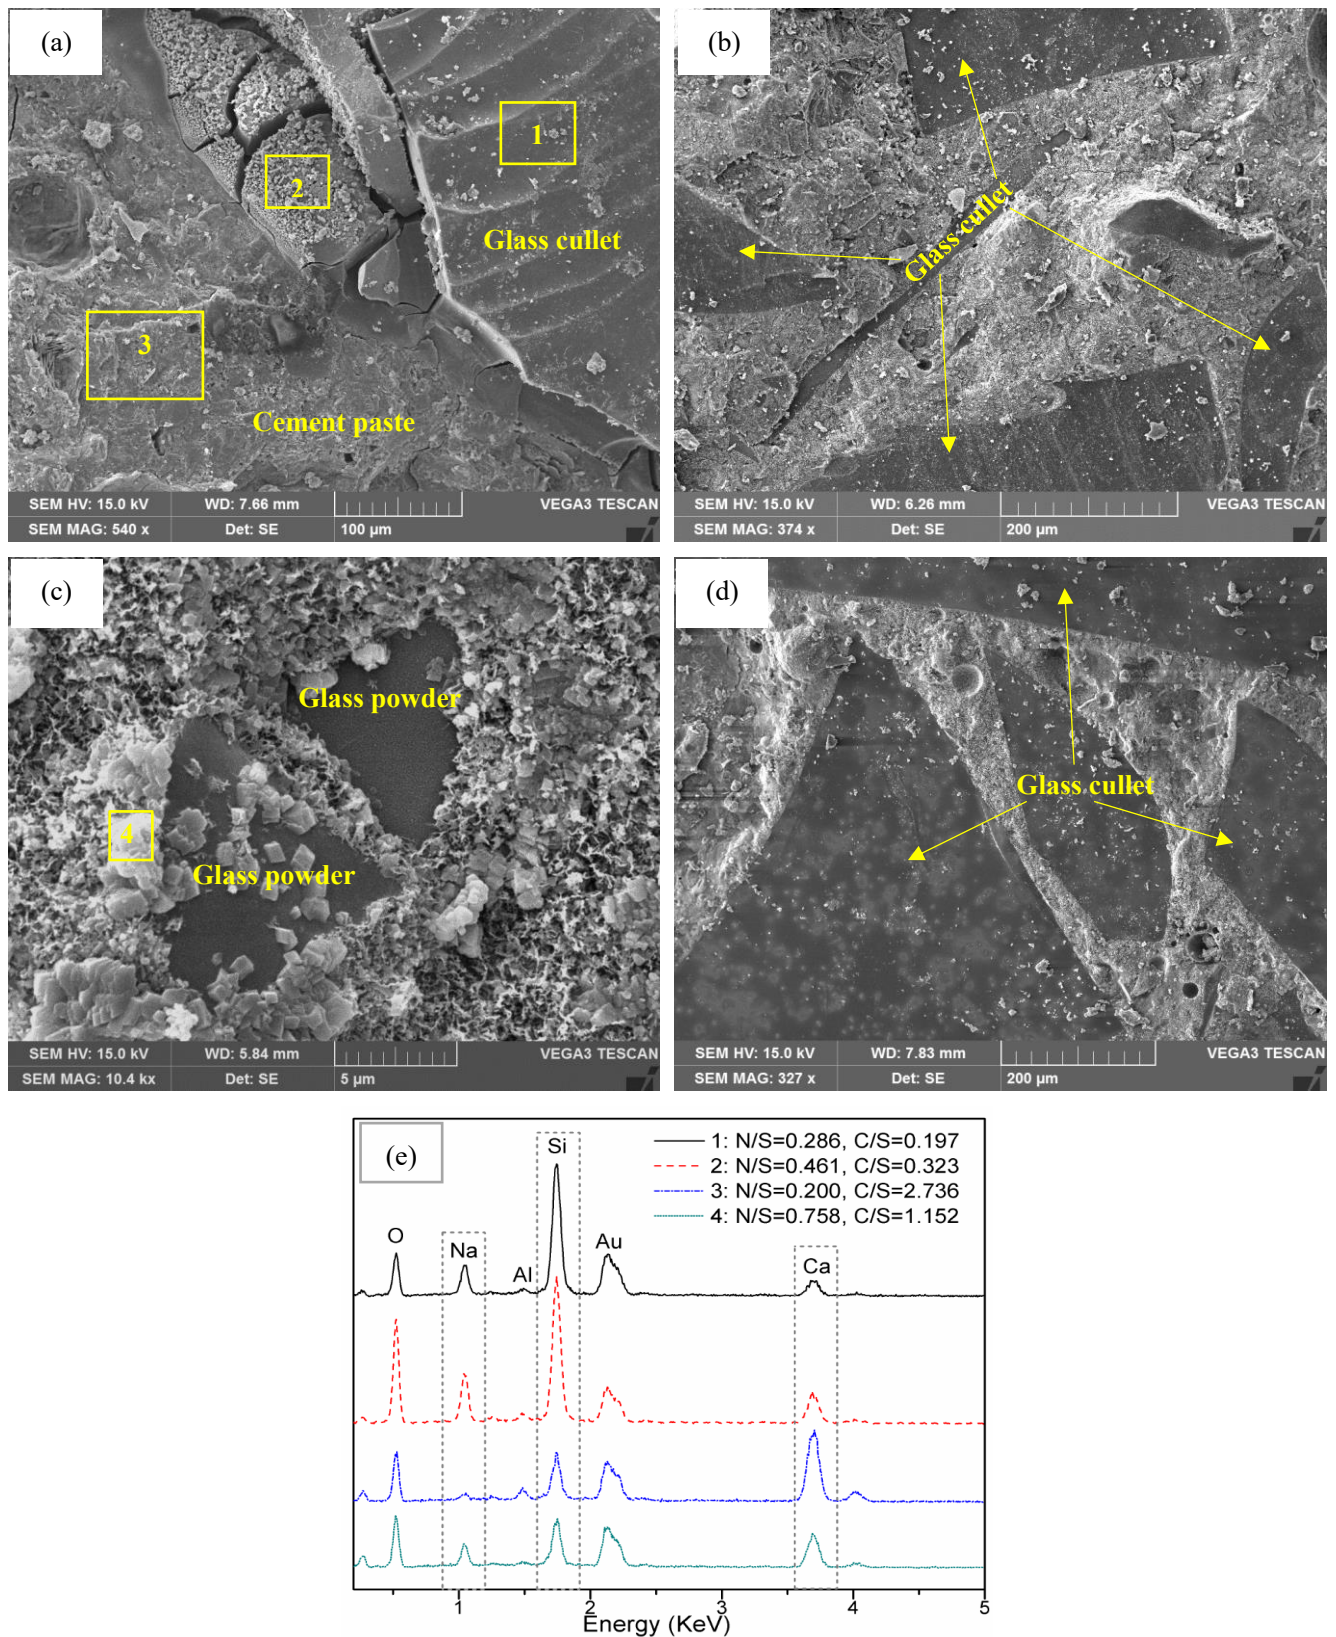 (a)
1
2
Glass cullet
3
Cement paste
SEM HV: 15.0 kV WD: 7.66 mm VEGA3 TESCAN
SEM MAG: 540 x Det: SE 100 µm
(b)
Glass cullet
SEM HV: 15.0 kV WD: 6.26 mm VEGA3 TESCAN
SEM MAG: 374 x Det: SE 200 µm
(c)
Glass powder
4
Glass powder
SEM HV: 15.0 kV WD: 5.84 mm VEGA3 TESCAN
SEM MAG: 10.4 kx Det: SE 5 µm
(d)
Glass cullet
SEM HV: 15.0 kV WD: 7.83 mm VEGA3 TESCAN
SEM MAG: 327 x Det: SE 200 µm
(e)
1: N/S=0.286, C/S=0.197
2: N/S=0.461, C/S=0.323
3: N/S=0.200, C/S=2.736
4: N/S=0.758, C/S=1.152
O Na Al Si Au Ca
1 2 3 4 5
Energy (KeV)